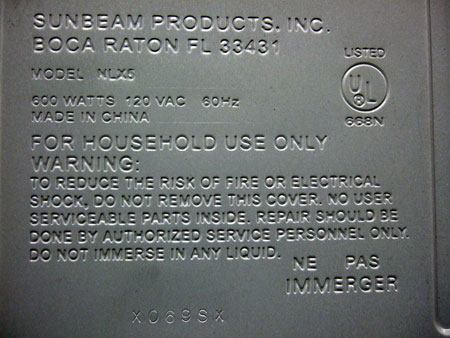 SUNBEAM PRODUCTS, INC.
BOCA RATON FL 33431
LISTED
MODEL NLX5
UL
®
600 WATTS 120 VAC 60Hz
668N
MADE IN CHINA
FOR HOUSEHOLD USE ONLY
WARNING:
TO REDUCE THE RISK OF FIRE OR ELECTRICAL
SHOCK, DO NOT REMOVE THIS COVER. NO USER
SERVICEABLE PARTS INSIDE. REPAIR SHOULD BE
DONE BY AUTHORIZED SERVICE PERSONNEL ONLY.
DO NOT IMMERSE IN ANY LIQUID.
NE PAS
IMMERGER
X069SX